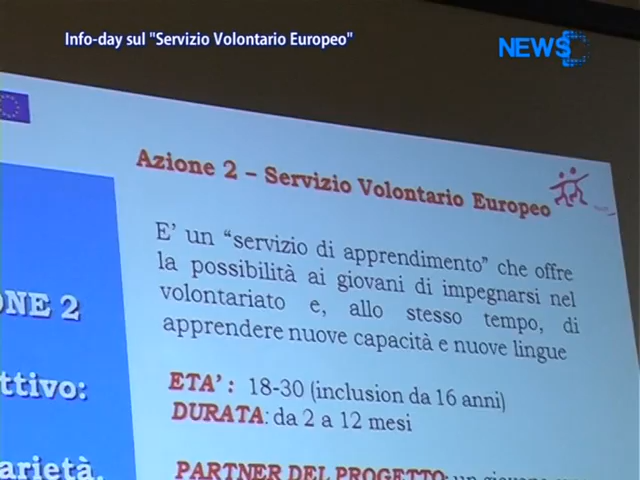 Info-day sul "Servizio Volontario Europeo"
NEWS
Azione 2 – Servizio Volontario Europeo
E' un "servizio di apprendimento" che offre
la possibilità ai giovani di impegnarsi nel
volontariato e, allo stesso tempo, di
apprendere nuove capacità e nuove lingue
ONE 2
ttivo:
arietà.
ETA' : 18-30 (inclusion da 16 anni)
DURATA: da 2 a 12 mesi
PARTNER DEL PROGETTO: un giovane